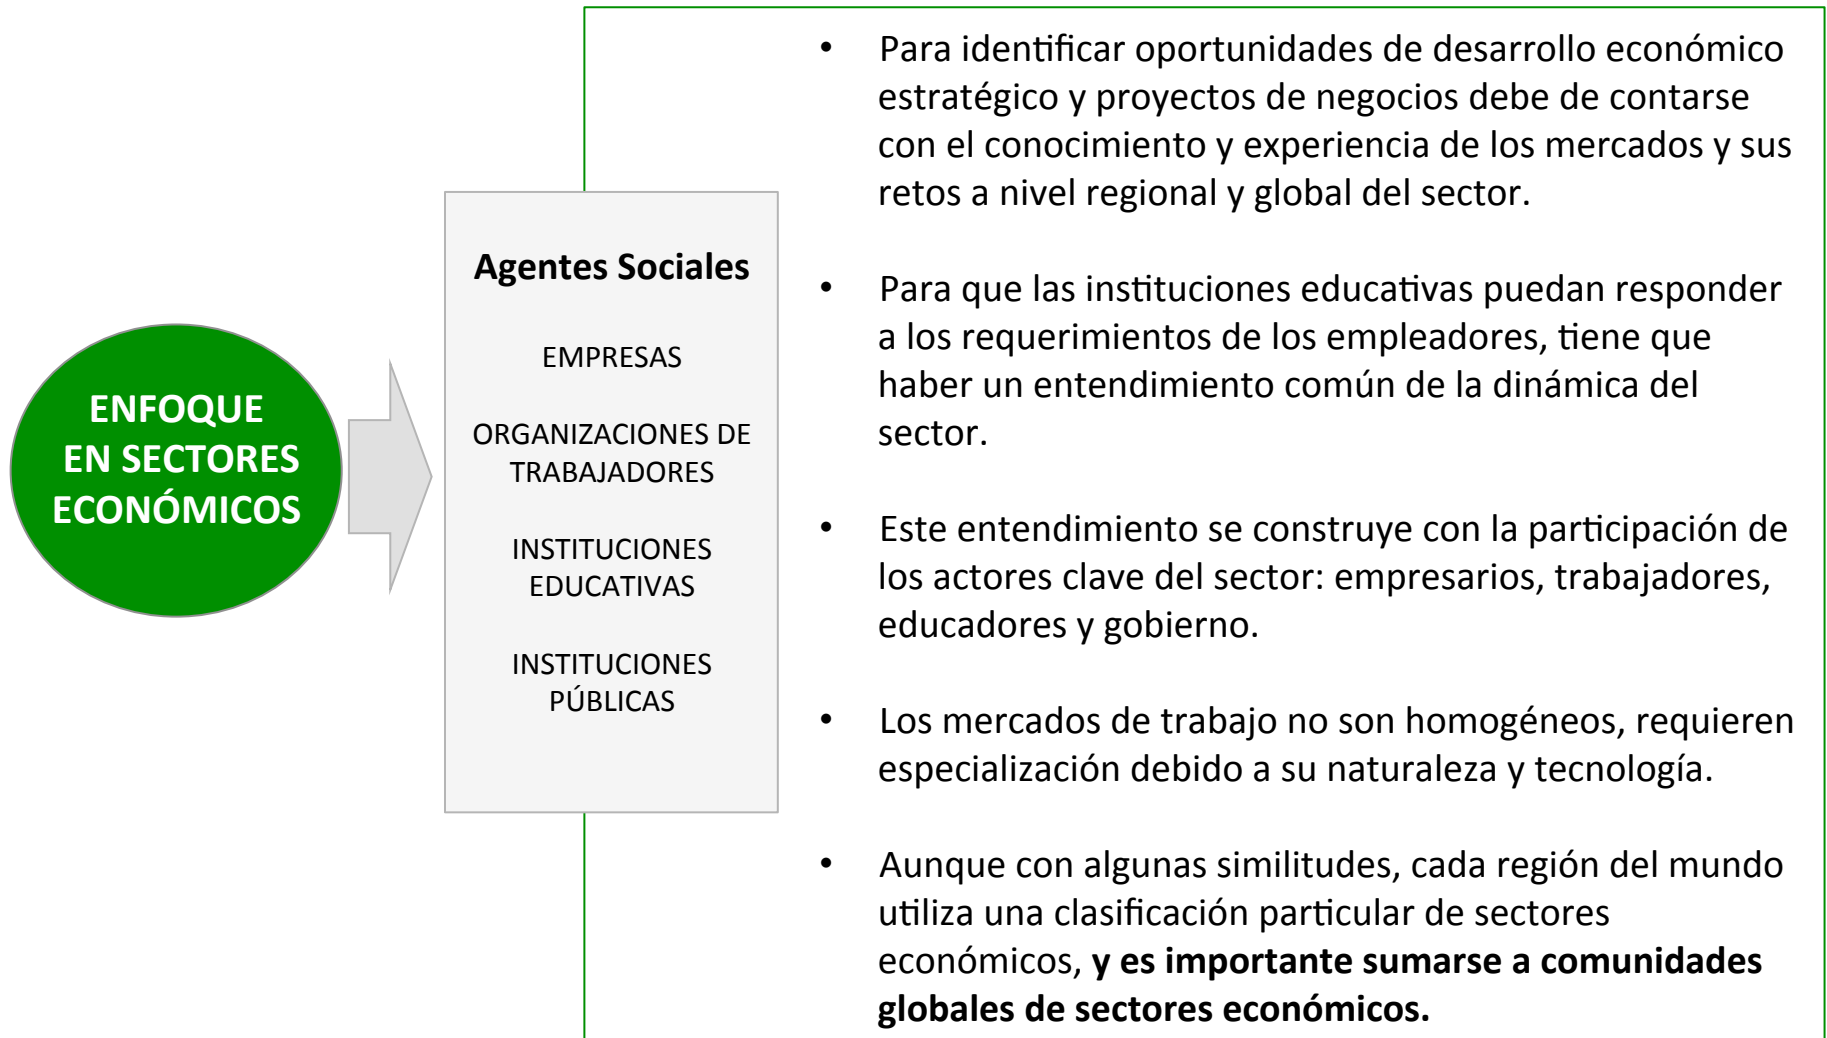 ENFOQUE
EN SECTORES
ECONÓMICOS
Agentes Sociales
EMPRESAS
ORGANIZACIONES DE
TRABAJADORES
INSTITUCIONES
EDUCATIVAS
INSTITUCIONES
PÚBLICAS
• Para identificar oportunidades de desarrollo económico
estratégico y proyectos de negocios debe de contarse
con el conocimiento y experiencia de los mercados y sus
retos a nivel regional y global del sector.
• Para que las instituciones educativas puedan responder
a los requerimientos de los empleadores, tiene que
haber un entendimiento común de la dinámica del
sector.
• Este entendimiento se construye con la participación de
los actores clave del sector: empresarios, trabajadores,
educadores y gobierno.
• Los mercados de trabajo no son homogéneos, requieren
especialización debido a su naturaleza y tecnología.
• Aunque con algunas similitudes, cada región del mundo
utiliza una clasificación particular de sectores
económicos, y es importante sumarse a comunidades
globales de sectores económicos.